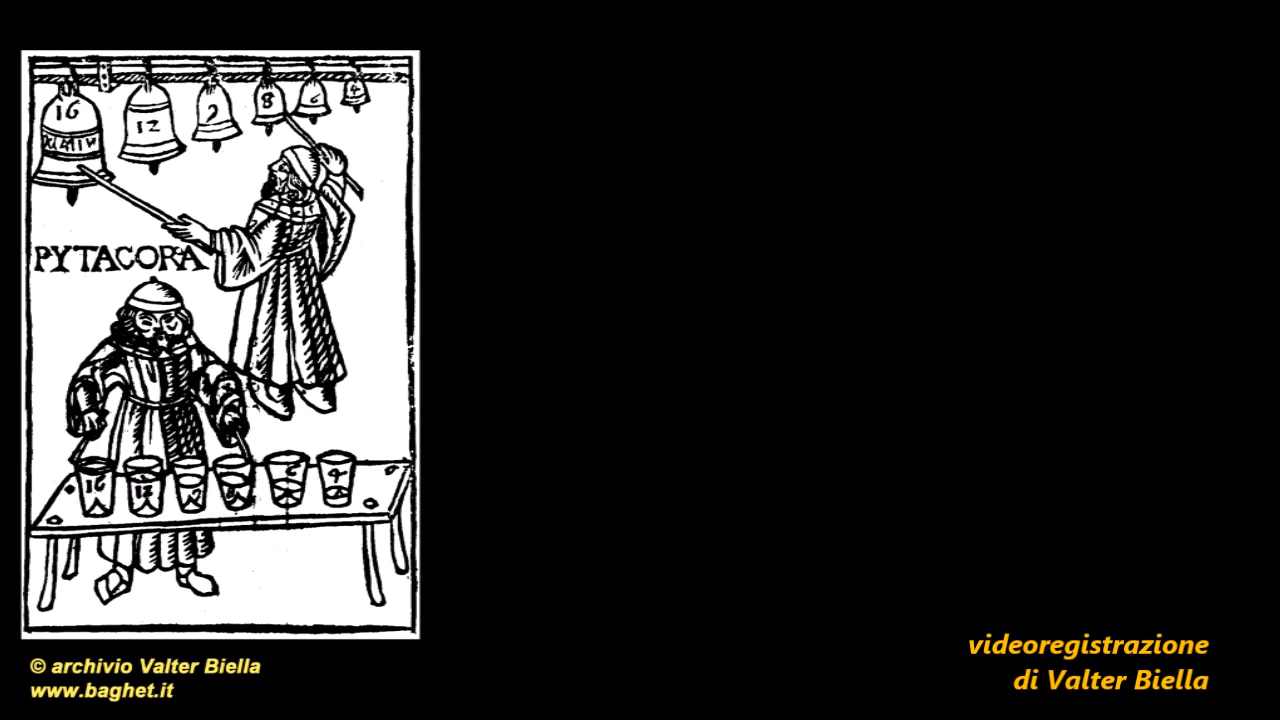 16 12 9 8 6 4
PYTACORA
16 12 9 8 6 4
© archivio Valter Biella
www.baghet.it
videoregistrazione
di Valter Biella